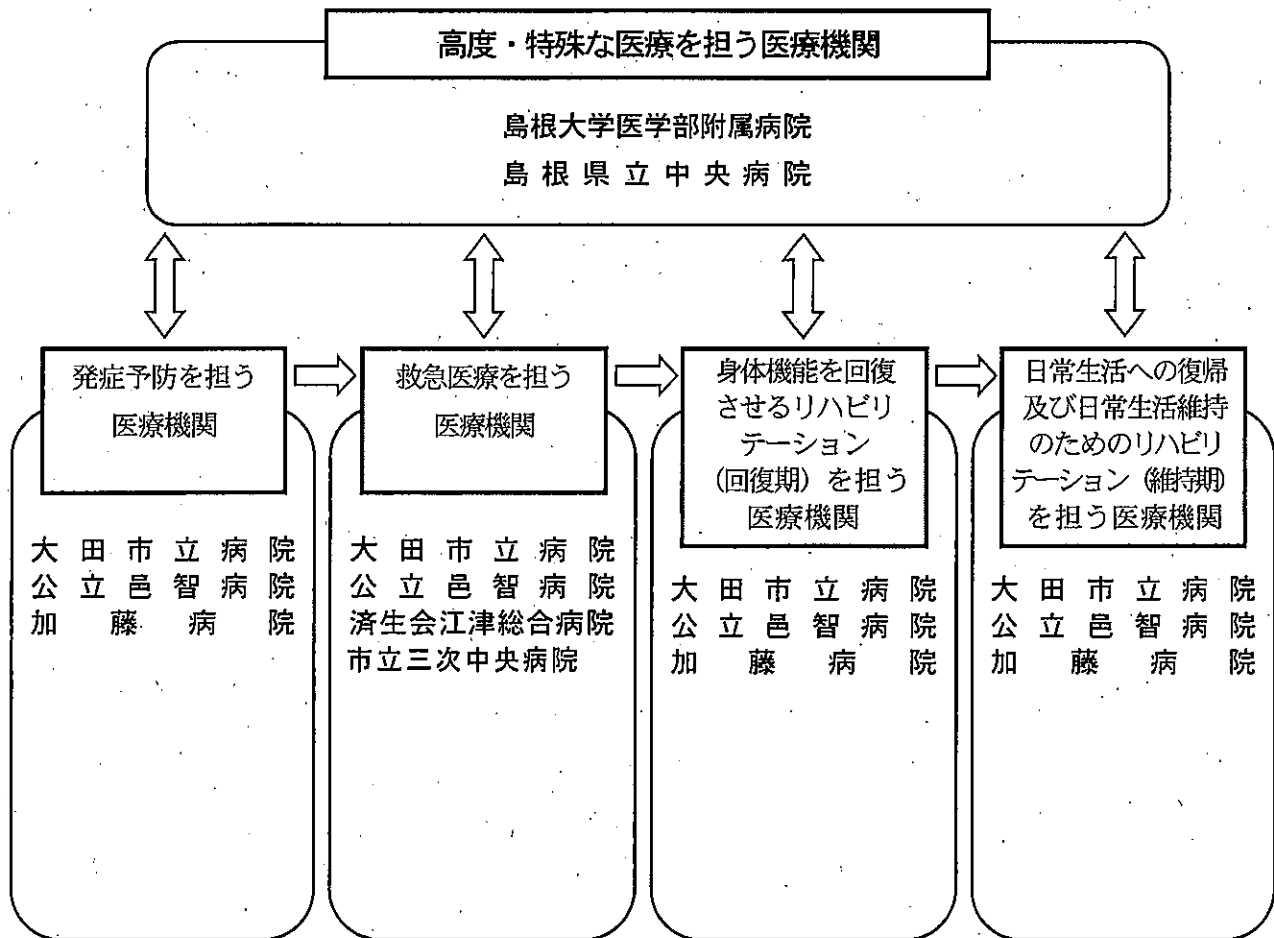 高度・特殊な医療を担う医療機関
島根大学医学部附属病院
島根県立中央病院
発症予防を担う
医療機関
大田市立病院
公立邑智病院
加藤病院
救急医療を担う
医療機関
大田市立病院
公立邑智病院
済生会江津総合病院
市立三次中央病院
身体機能を回復
させるリハビリ
テーション
(回復期)を担う
医療機関
大田市立病院
公立邑智病院
加藤病院
日常生活への復帰
及び日常生活維持
のためのリハビリ
テーション(維持期)
を担う医療機関
大田市立病院
公立邑智病院
加藤病院